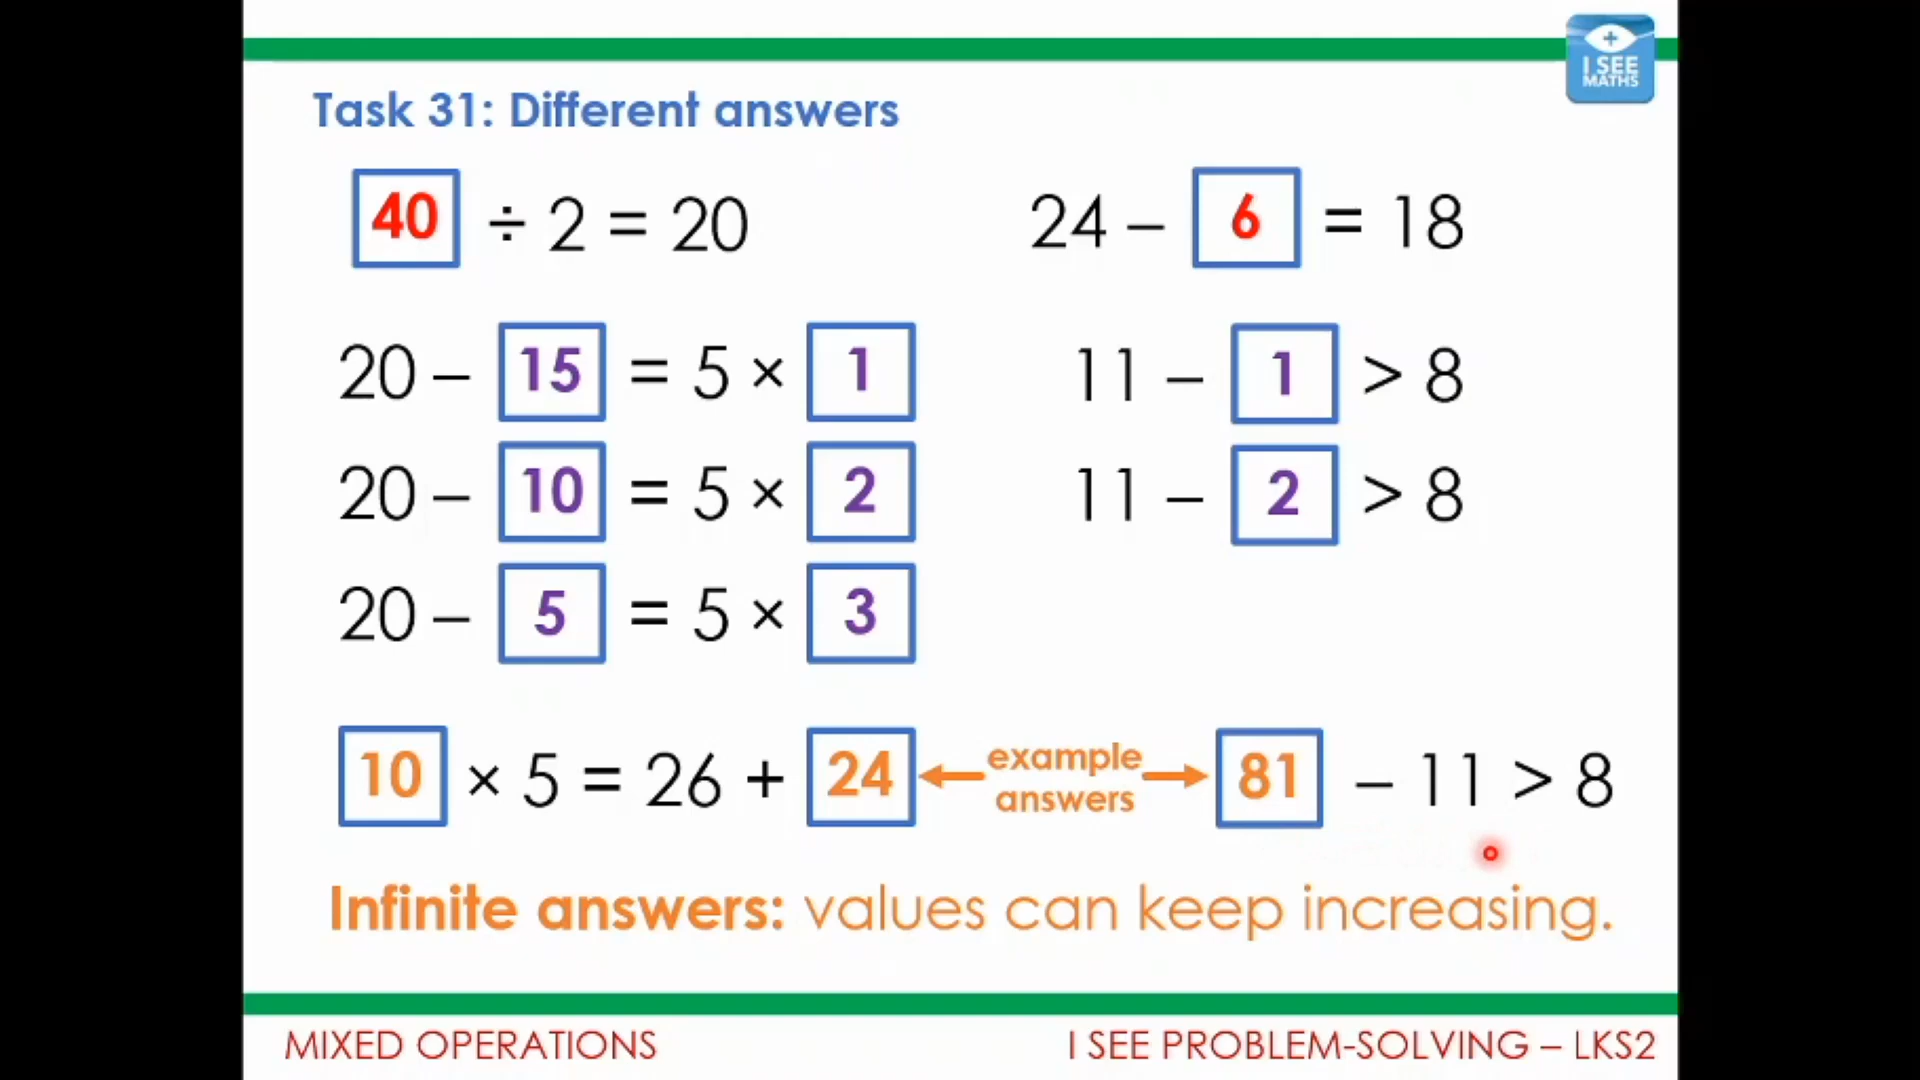 I SEE
MATHS
Task 31: Different answers
40 ÷ 2 = 20
24 – 6 = 18
20 – 15 = 5 × 1
11 – 1 > 8
20 – 10 = 5 × 2
11 – 2 > 8
20 – 5 = 5 × 3
10 × 5 = 26 + 24
example
answers
81 – 11 > 8
Infinite answers: values can keep increasing.
MIXED OPERATIONS
I SEE PROBLEM-SOLVING – LKS2